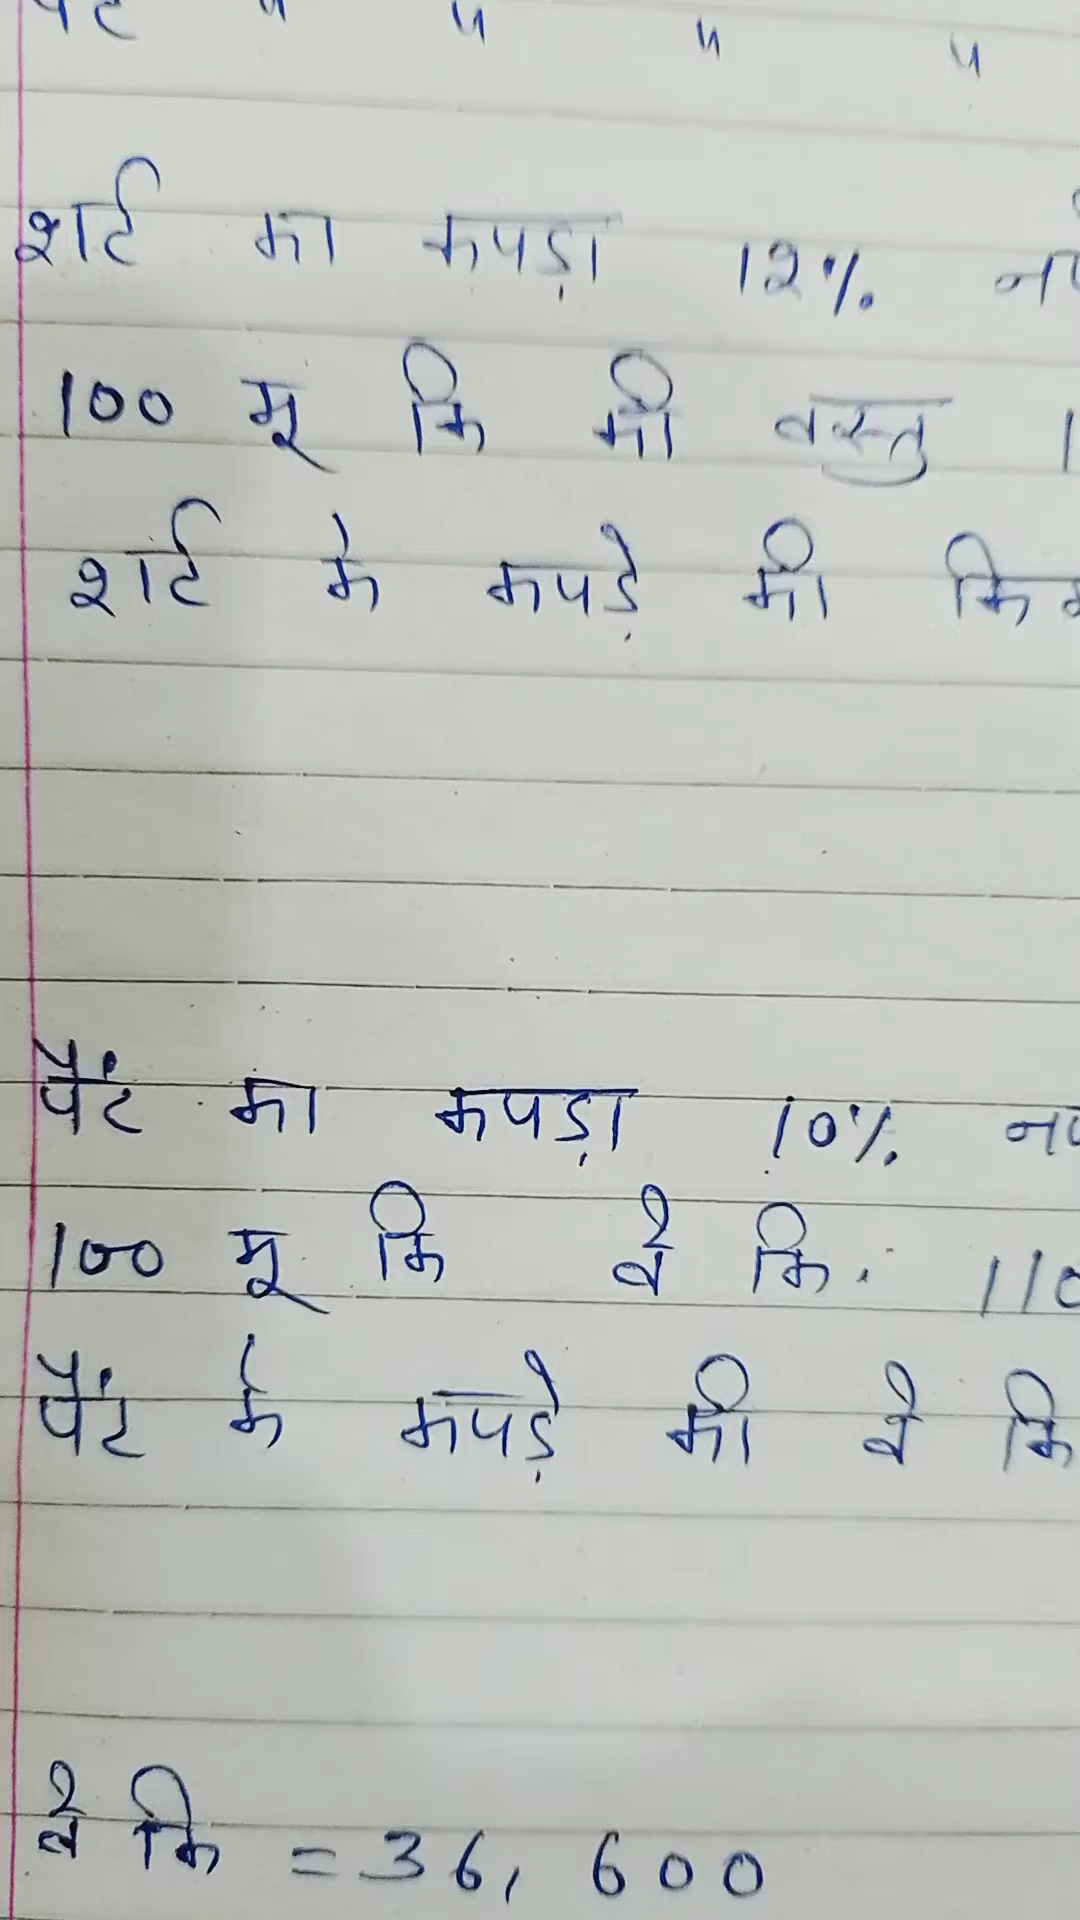 " " " "
शर्ट का कपड़ा 12%
100 मू कि की वस्तु
शर्ट के कपड़े की
पैंट का कपड़ा 10%
100 मू. कि वे कि. 110
पैंट के कपड़े की वे कि
वे कि = 36, 600